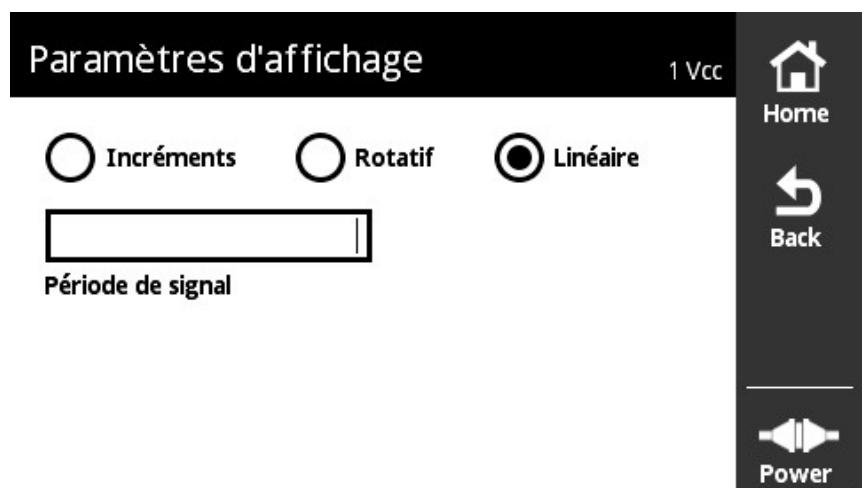 Paramètres d'affichage
1 Vcc
Home
Incréments
Rotatif
Linéaire
Back
Période de signal
Power